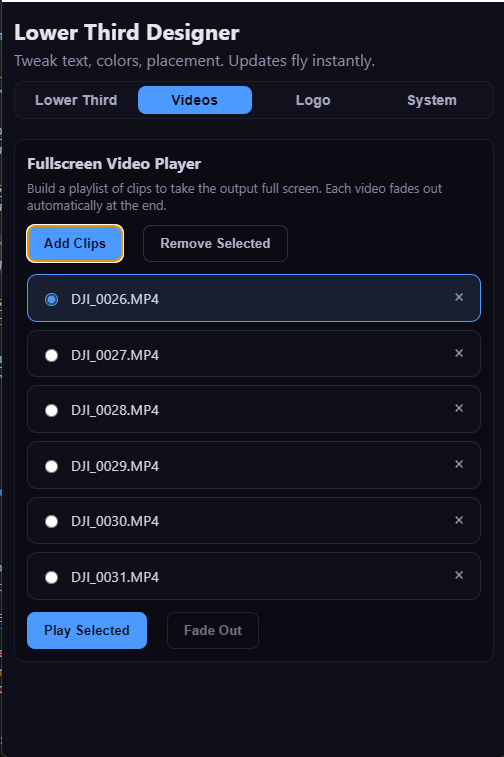 Lower Third Designer
Tweak text, colors, placement. Updates fly instantly.
Lower Third Videos Logo System
Fullscreen Video Player
Build a playlist of clips to take the output full screen. Each video fades out
automatically at the end.
Add Clips Remove Selected
DJI_0026.MP4 ×
DJI_0027.MP4 ×
DJI_0028.MP4 ×
DJI_0029.MP4 ×
DJI_0030.MP4 ×
DJI_0031.MP4 ×
Play Selected Fade Out